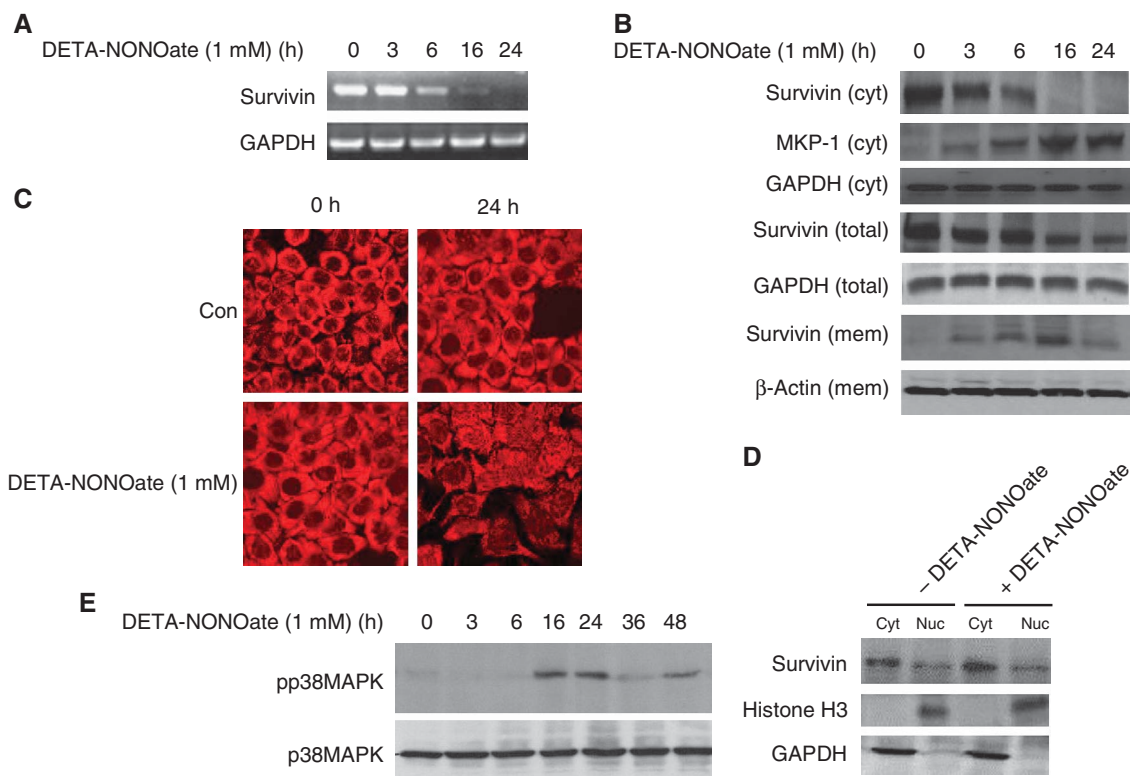 A
DETA-NONOate (1 mM) (h) 0 3 6 16 24
Survivin
GAPDH
B
DETA-NONOate (1 mM) (h) 0 3 6 16 24
Survivin (cyt)
MKP-1 (cyt)
GAPDH (cyt)
Survivin (total)
GAPDH (total)
Survivin (mem)
β-Actin (mem)
C
0 h 24 h
Con
DETA-NONOate (1 mM)
D
– DETA-NONOate
+ DETA-NONOate
Cyt Nuc Cyt Nuc
Survivin
Histone H3
GAPDH
E
DETA-NONOate (1 mM) (h) 0 3 6 16 24 36 48
pp38MAPK
p38MAPK